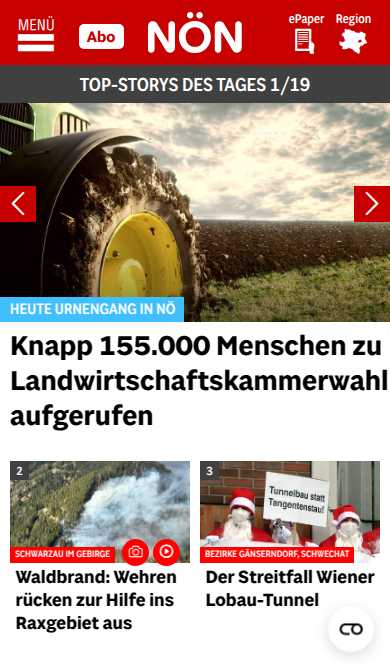 MENÜ
Abo
NÖN
ePaper
Region
TOP-STORYS DES TAGES 1/19
HEUTE URNENGANG IN NÖ
Knapp 155.000 Menschen zu
Landwirtschaftskammerwahl
aufgerufen
2
SCHWARZAU IM GEBIRGE
Waldbrand: Wehren
rücken zur Hilfe ins
Raxgebiet aus
3
Tunnelbau statt
Tangentenstau!
BEZIRKE GÄNSERNDORF, SCHWECHAT
Der Streitfall Wiener
Lobau-Tunnel